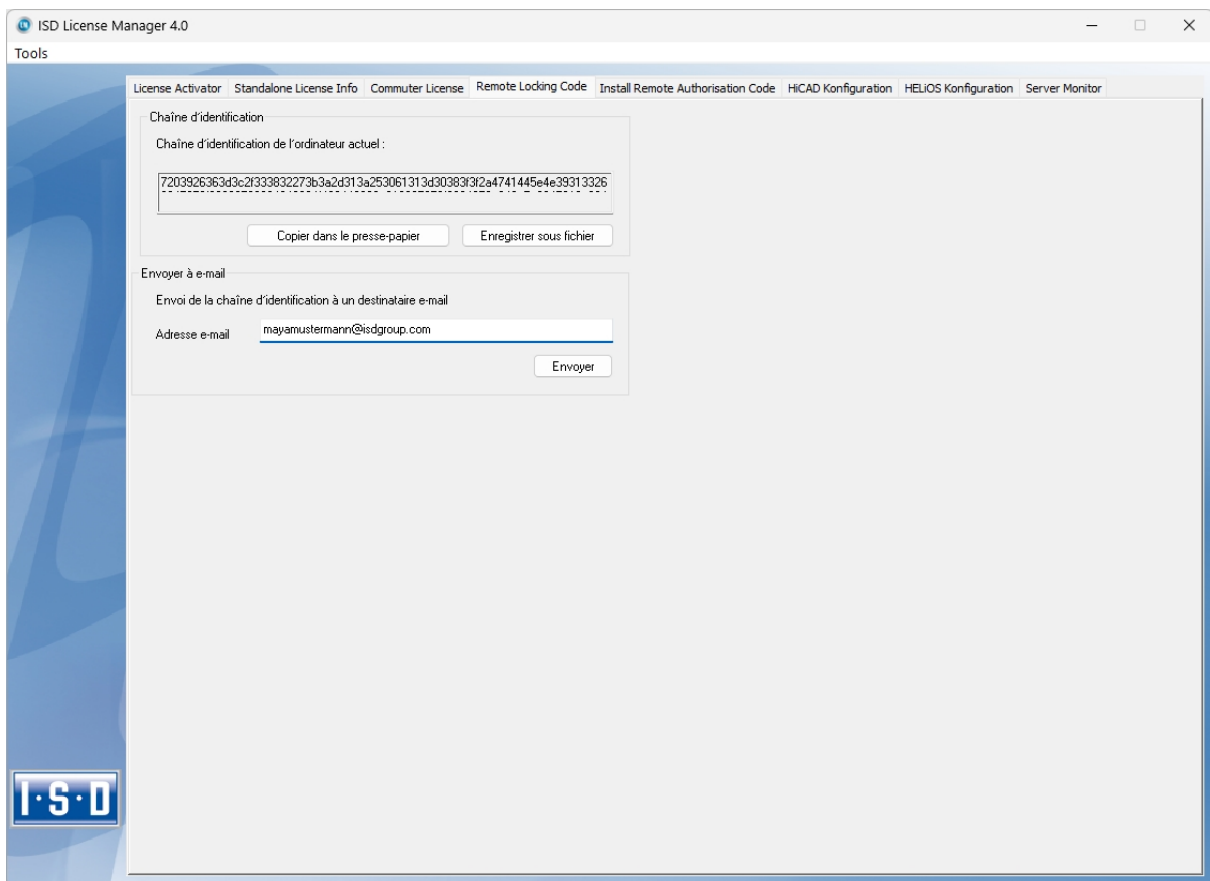 ISD License Manager 4.0
Tools
License Activator Standalone License Info Commuter License Remote Locking Code Install Remote Authorisation Code HiCAD Konfiguration HELiOS Konfiguration Server Monitor
Chaîne d'identification
Chaîne d'identification de l'ordinateur actuel :
7203926363d3c2f333832273b3a2d313a253061313d30383f3f2a4741445e4e39313326
Copier dans le presse-papier Enregistrer sous fichier
Envoyer à e-mail
Envoi de la chaîne d'identification à un destinataire e-mail
Adresse e-mail mayamustermann@isdgroup.com
Envoyer
I·S·D